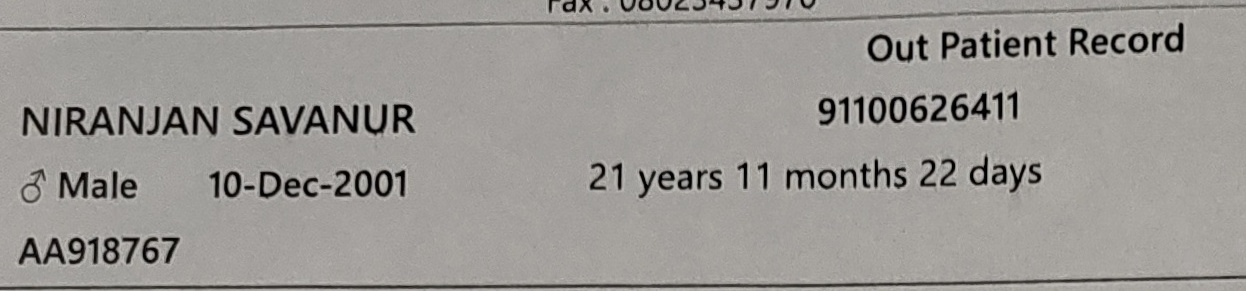 Out Patient Record
NIRANJAN SAVANUR 91100626411
♂ Male 10-Dec-2001 21 years 11 months 22 days
AA918767